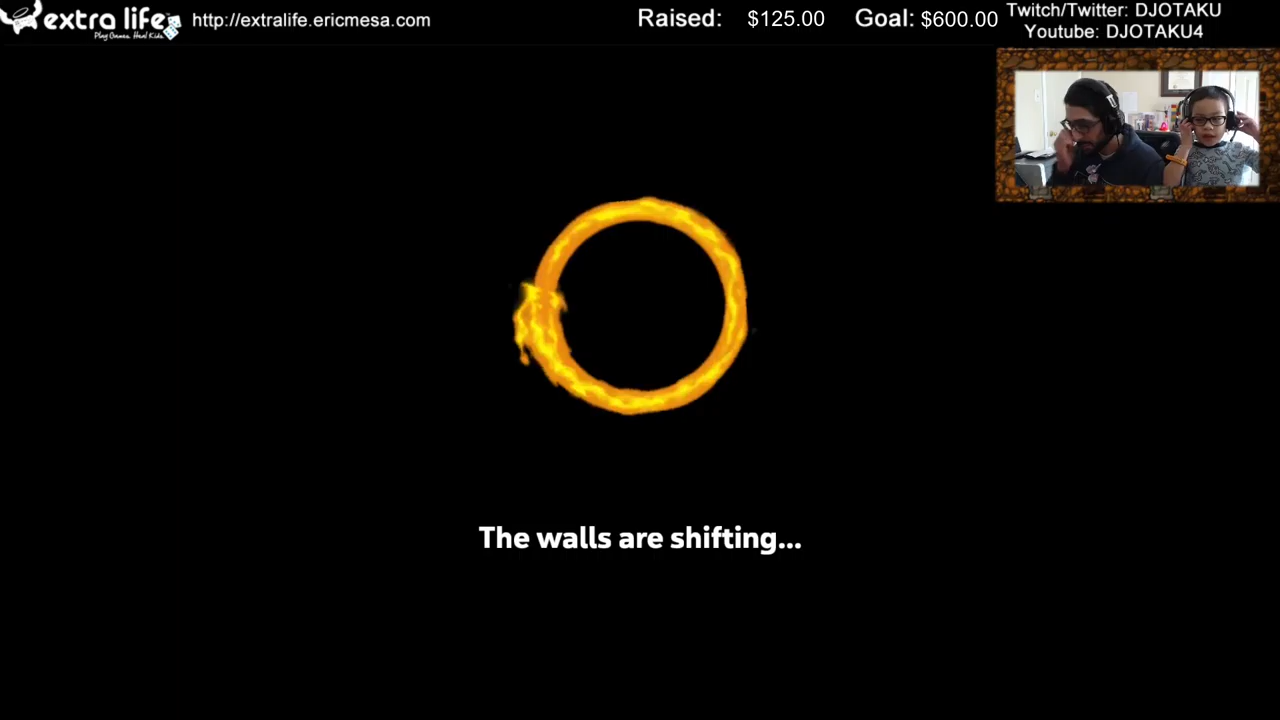 extra life
Play Games. Heal Kids.
http://extralife.ericmesa.com
Raised: $125.00 Goal: $600.00
Twitch/Twitter: DJOTAKU
Youtube: DJOTAKU4
The walls are shifting...